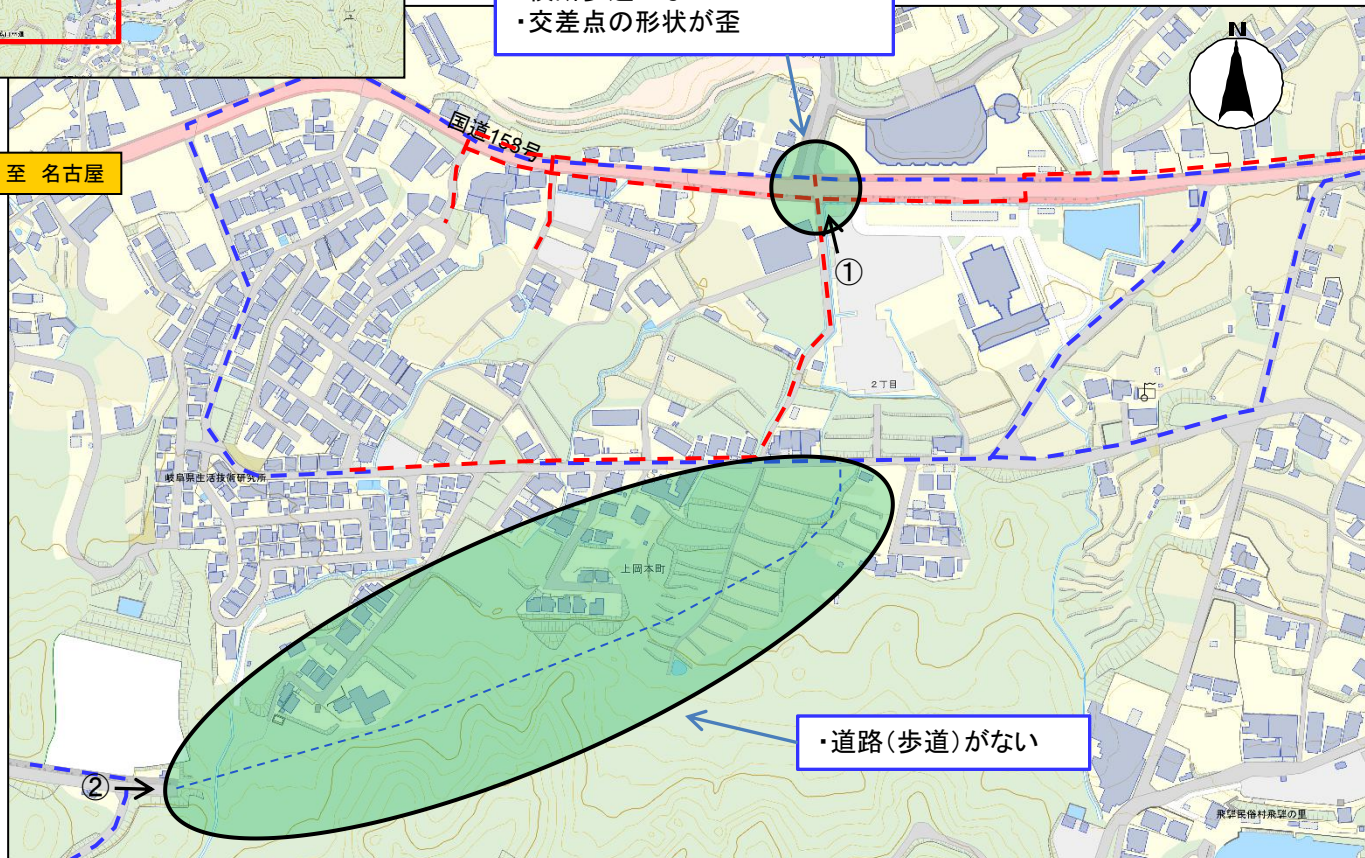 ・交差点の形状が歪
N
国道158号
至 名古屋
①
2丁目
岐阜県生活技術研究所
上岡本町
・道路(歩道)がない
②
飛騨民俗村飛騨の里